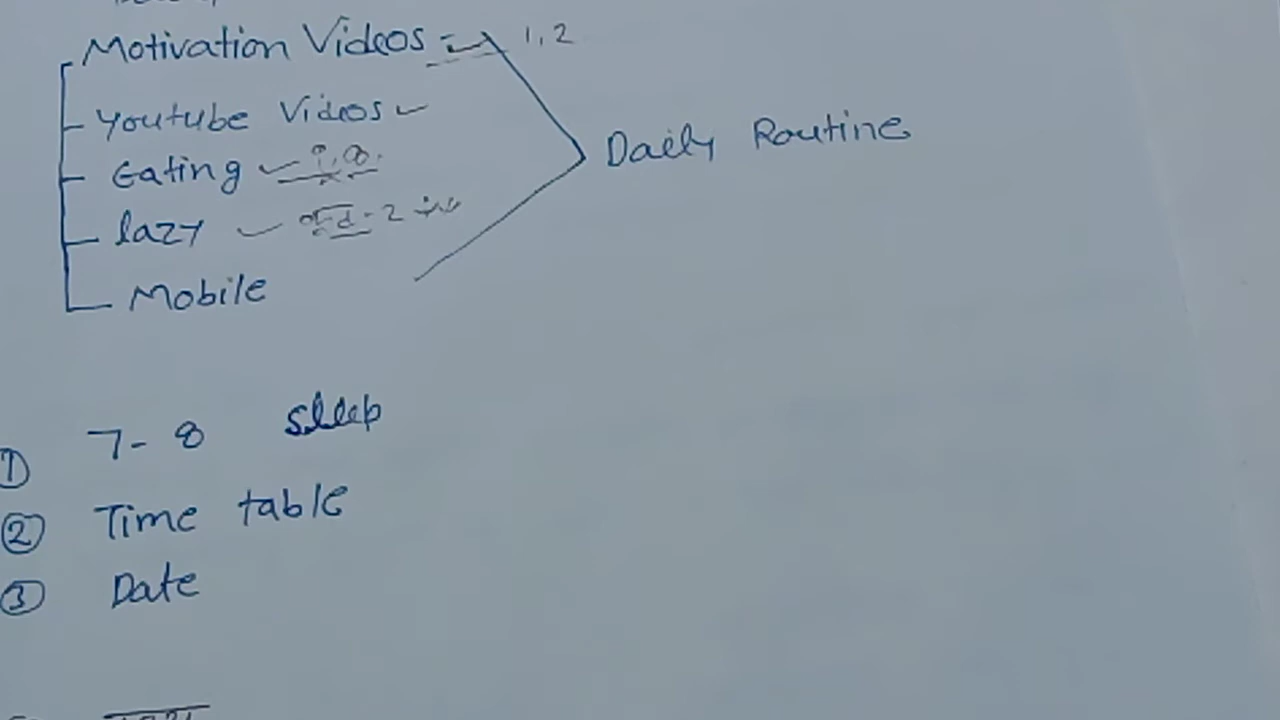 Motivation Videos - 1, 2
Youtube Videos
Eating
lazy
Mobile
Daily Routine
① 7-8 sleep
② Time table
③ Date